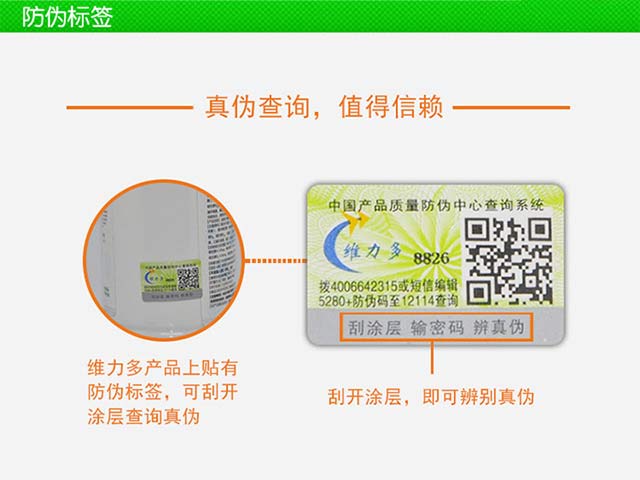 防伪标签
真伪查询，值得信赖
中国产品质量防伪中心查询系统
维力多
8826
拨4006642315或短信编辑
5280+防伪码至12114查询
刮涂层 输密码 辨真伪
维力多产品上贴有
防伪标签，可刮开
涂层查询真伪
刮开涂层，即可辨别真伪